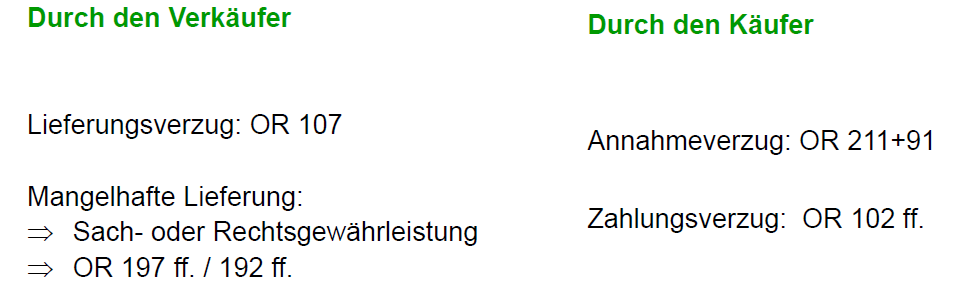 Durch den Verkäufer
Lieferungsverzug: OR 107
Mangelhafte Lieferung:
⇒ Sach- oder Rechtsgewährleistung
⇒ OR 197 ff. / 192 ff.
Durch den Käufer
Annahmeverzug: OR 211+91
Zahlungsverzug:  OR 102 ff.